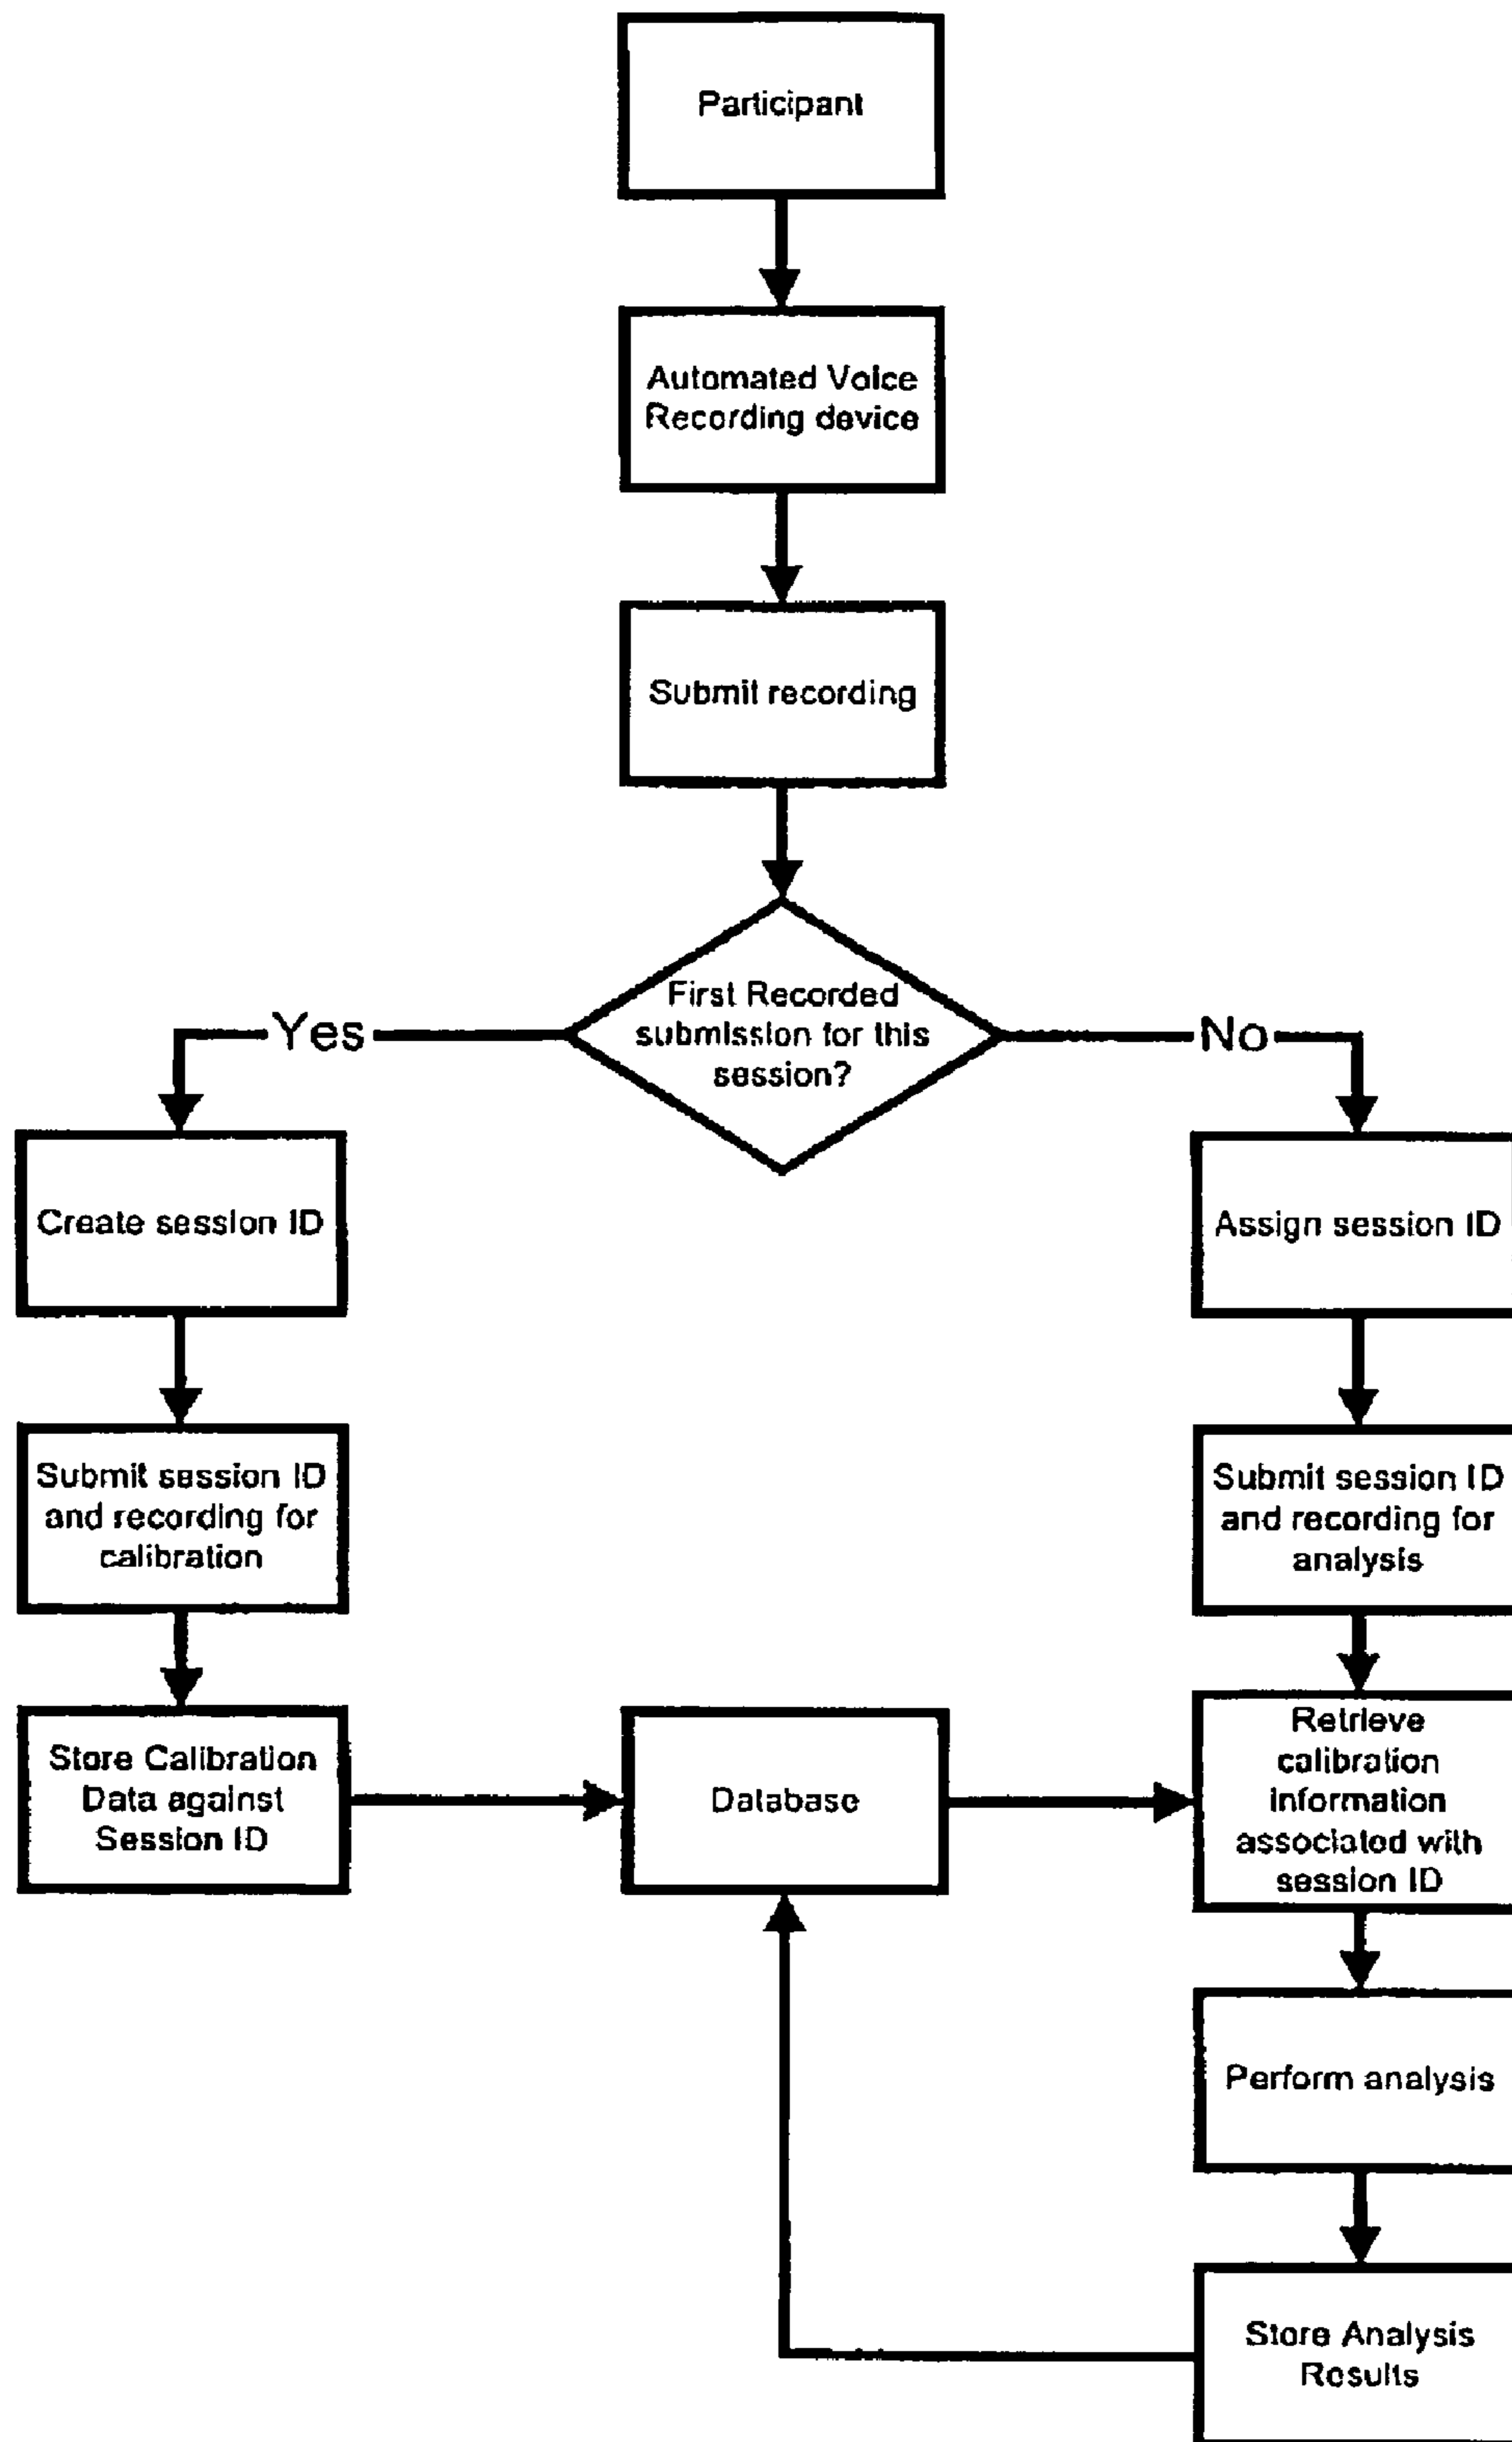 Participant
Automated Voice
Recording device
Submit recording
First Recorded
submission for this
session?
Yes
No
Create session ID
Assign session ID
Submit session ID
and recording for
calibration
Submit session ID
and recording for
analysis
Store Calibration
Data against
Session ID
Database
Retrieve
calibration
information
associated with
session ID
Perform analysis
Store Analysis
Results